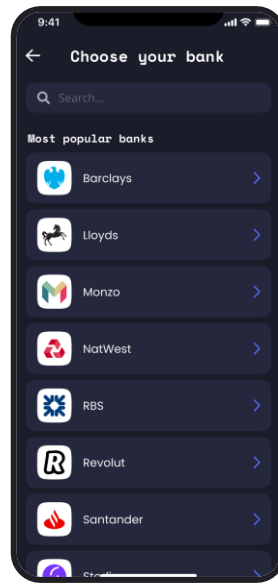 9:41
Choose your bank
Search...
Most popular banks
Barclays
Lloyds
Monzo
NatWest
RBS
Revolut
Santander